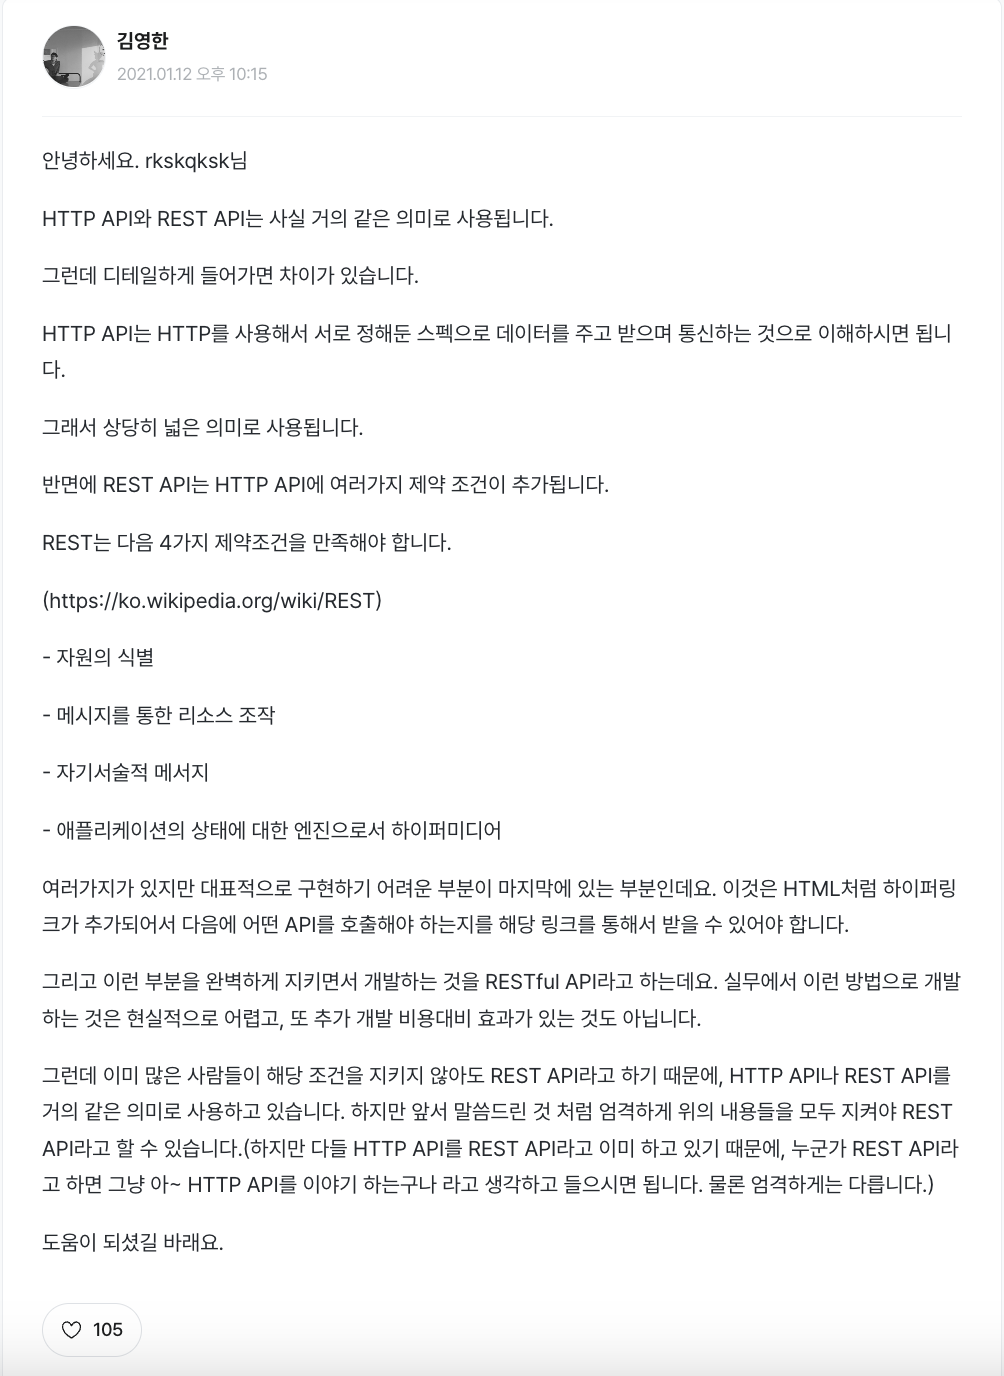 김영한
2021.01.12 오후 10:15
안녕하세요. rkskqksk님
HTTP API와 REST API는 사실 거의 같은 의미로 사용됩니다.
그런데 디테일하게 들어가면 차이가 있습니다.
HTTP API는 HTTP를 사용해서 서로 정해둔 스펙으로 데이터를 주고 받으며 통신하는 것으로 이해하시면 됩니
다.
그래서 상당히 넓은 의미로 사용됩니다.
반면에 REST API는 HTTP API에 여러가지 제약 조건이 추가됩니다.
REST는 다음 4가지 제약조건을 만족해야 합니다.
(https://ko.wikipedia.org/wiki/REST)
- 자원의 식별
- 메시지를 통한 리소스 조작
- 자기서술적 메서지
- 애플리케이션의 상태에 대한 엔진으로서 하이퍼미디어
여러가지가 있지만 대표적으로 구현하기 어려운 부분이 마지막에 있는 부분인데요. 이것은 HTML처럼 하이퍼링
크가 추가되어서 다음에 어떤 API를 호출해야 하는지를 해당 링크를 통해서 받을 수 있어야 합니다.
그리고 이런 부분을 완벽하게 지키면서 개발하는 것을 RESTful API라고 하는데요. 실무에서 이런 방법으로 개발
하는 것은 현실적으로 어렵고, 또 추가 개발 비용대비 효과가 있는 것도 아닙니다.
그런데 이미 많은 사람들이 해당 조건을 지키지 않아도 REST API라고 하기 때문에, HTTP API나 REST API를
거의 같은 의미로 사용하고 있습니다. 하지만 앞서 말씀드린 것 처럼 엄격하게 위의 내용들을 모두 지켜야 REST
API라고 할 수 있습니다.(하지만 다들 HTTP API를 REST API라고 이미 하고 있기 때문에, 누군가 REST API라
고 하면 그냥 아~ HTTP API를 이야기 하는구나 라고 생각하고 들으시면 됩니다. 물론 엄격하게는 다릅니다.)
도움이 되셨길 바래요.
105